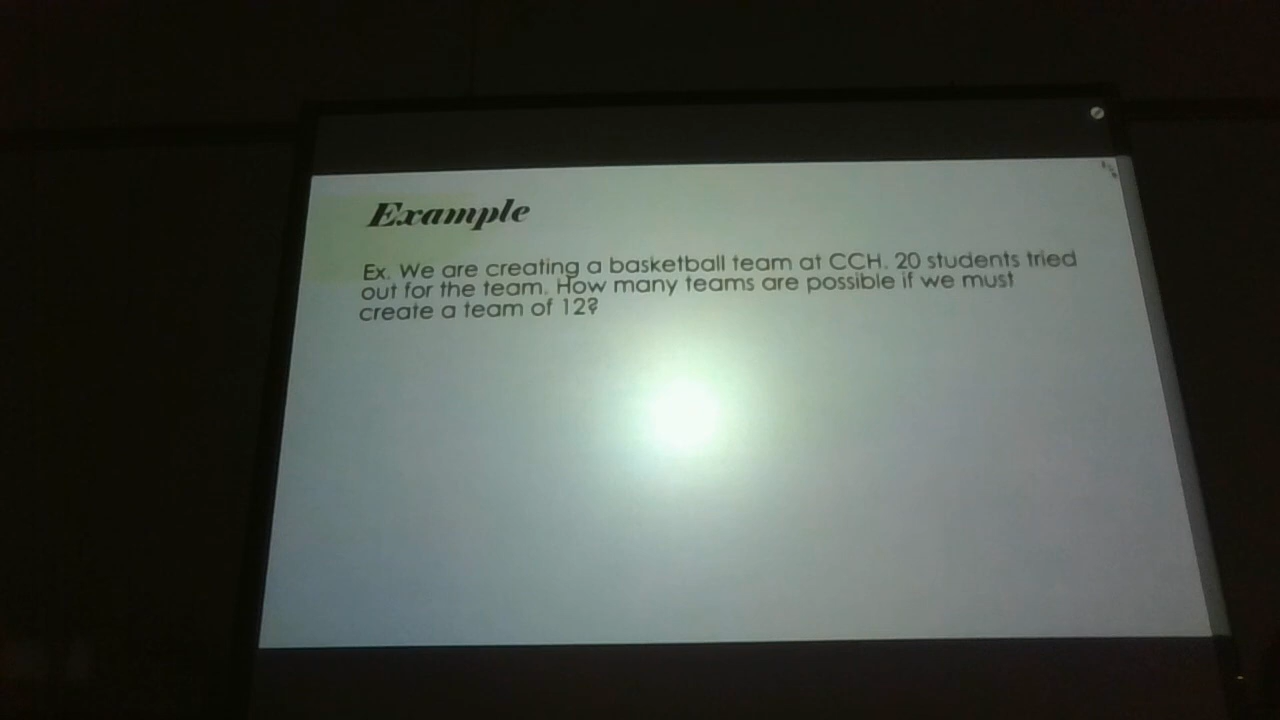 Example
Ex. We are creating a basketball team at CCH. 20 students tried
out for the team. How many teams are possible if we must
create a team of 12?